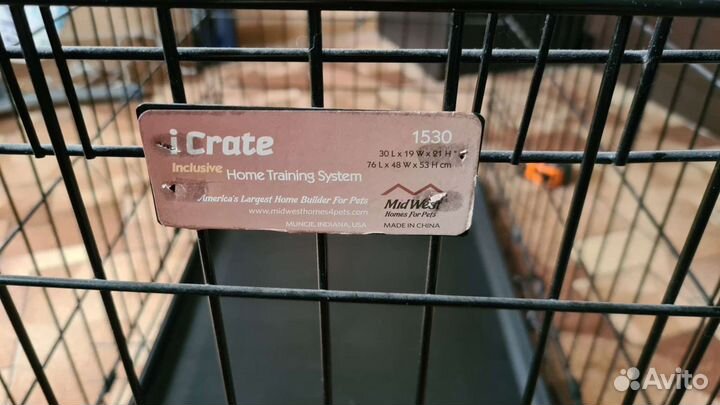 i Crate
1530
Inclusive Home Training System
30 L x 19 W x 21 H "
76 L x 48 W x 53 H cm
America's Largest Home Builder For Pets
www.midwesthomes4pets.com
MUNCIE, INDIANA, USA
MidWest
Homes For Pets
MADE IN CHINA
Avito